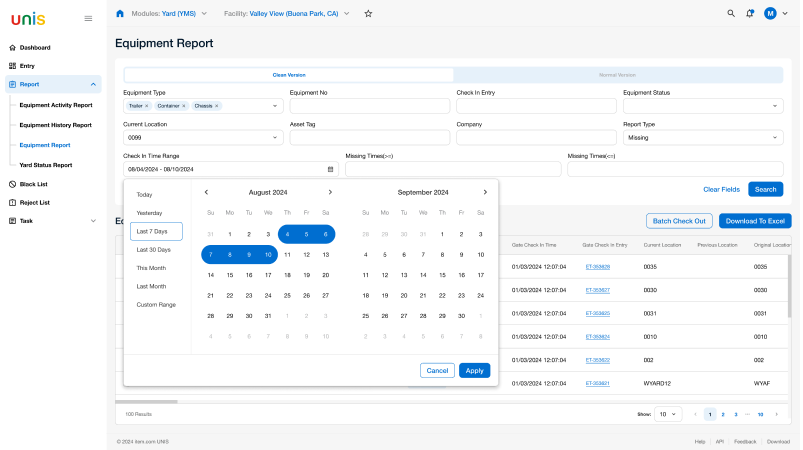 unis
Modules: Yard (YMS)
Facility: Valley View (Buena Park, CA)
M
Dashboard
Entry
Report
Equipment Activity Report
Equipment History Report
Equipment Report
Yard Status Report
Black List
Reject List
Task
Equipment Report
Clean Version
Normal Version
Equipment Type
Equipment No
Check In Entry
Equipment Status
Trailer ×
Container ×
Chassis ×
Current Location
Asset Tag
Company
Report Type
0099
Missing
Check In Time Range
Missing Times(>=)
Missing Times(<=)
08/04/2024 - 08/10/2024
Clear Fields
Search
Batch Check Out
Download To Excel
Today
Yesterday
Last 7 Days
Last 30 Days
This Month
Last Month
Custom Range
August 2024
Su Mo Tu We Th Fr Sa
31 1 2 3 4 5 6
7 8 9 10 11 12 13
14 15 16 17 18 19 20
21 22 23 24 25 26 27
28 29 30 31 1 2 3
4 5 6 7 8 9 10
September 2024
Su Mo Tu We Th Fr Sa
28 29 30 31 1 2 3
4 5 6 7 8 9 10
11 12 13 14 15 16 17
18 19 20 21 22 23 24
25 26 27 28 29 30 1
2 3 4 5 6 7 8
Cancel
Apply
Gate Check In Time Gate Check In Entry Current Location Previous Location Original Location
01/03/2024 12:07:04 ET-353628 0035 0035
01/03/2024 12:07:04 ET-353627 0030 0030
01/03/2024 12:07:04 ET-353625 0031 0031
01/03/2024 12:07:04 ET-353624 0010 0010
01/03/2024 12:07:04 ET-353622 002 002
01/03/2024 12:07:04 ET-353621 WYARD12 WYAF
100 Results
Show: 10
1 2 3 ··· 10
© 2024 item.com UNIS
Help | API | Feedback | Download